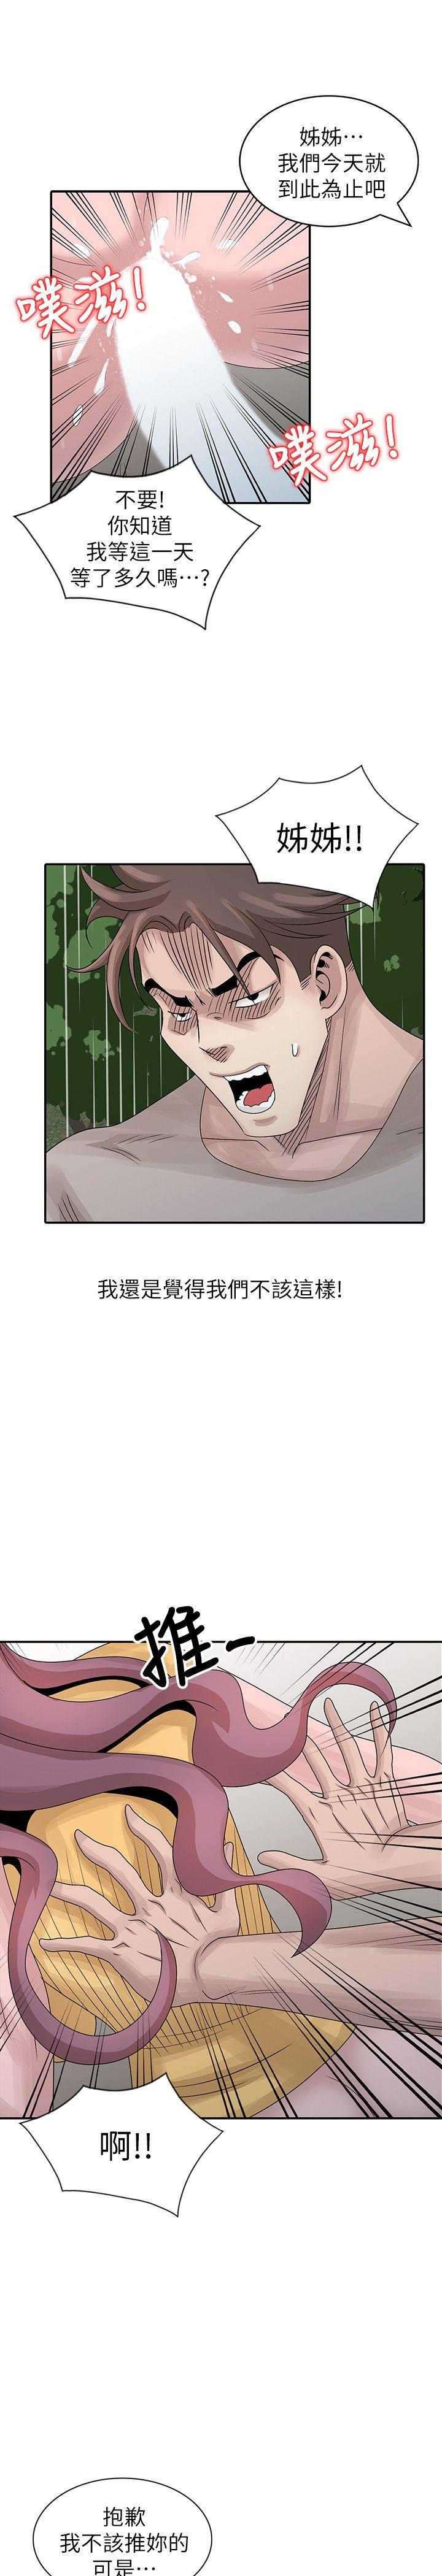 姊姊…
我們今天就
到此為止吧
噗滋!
噗滋!
不要!
你知道
我等這一天
等了多久嗎…?
姊姊!!
我還是覺得我們不該這樣!
推-
啊!!
抱歉
我不該推妳的
可是…